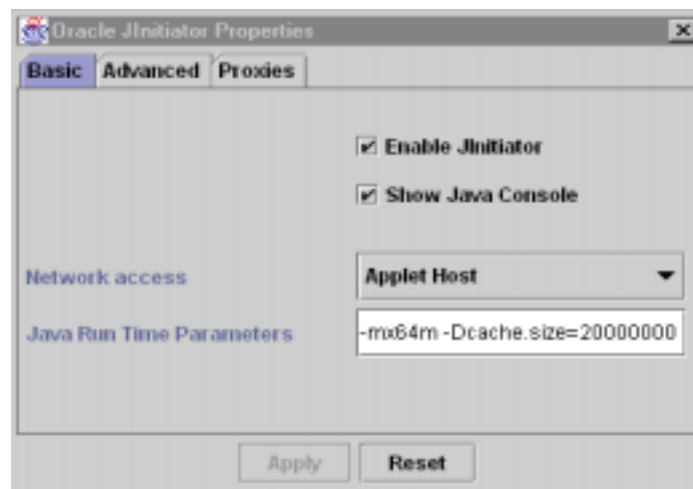 Oracle JInitiator Properties
Basic Advanced Proxies
Enable JInitiator
Show Java Console
Network access Applet Host
Java Run Time Parameters -mx64m -Dcache.size=20000000
Apply Reset